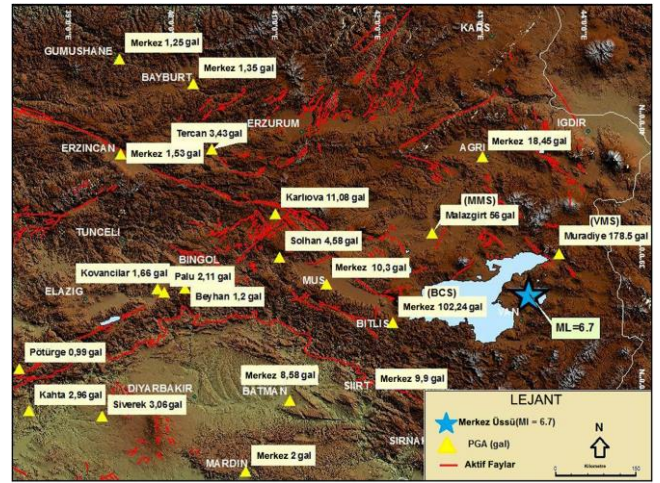 GUMUSHANE
Merkez 1,25 gal
BAYBURT
Merkez 1,35 gal
KARS
ERZURUM
Tercan 3,43 gal
ERZINCAN
Merkez 1,53 gal
IGDIR
AGRI
Merkez 18,45 gal
Karlıova 11,08 gal
(MMS)
Malazgirt 56 gal
(VMS)
Muradiye 178.5 gal
TUNCELI
Solhan 4,58 gal
BINGOL
Kovancılar 1,66 gal
Palu 2,11 gal
Beyhan 1,2 gal
ELAZIG
MUS
Merkez 10,3 gal
(BCS)
Merkez 102,24 gal
BITLIS
ML=6.7
Pötürge 0,99 gal
Kahta 2,96 gal
DIYARBAKIR
Siverek 3,06 gal
Merkez 8,58 gal
BATMAN
SIIRT
Merkez 9,9 gal
SIRNAK
MARDIN
Merkez 2 gal
LEJANT
Merkez Üssü(Ml = 6.7)
PGA (gal)
Aktif Faylar
N
Kilometre
0